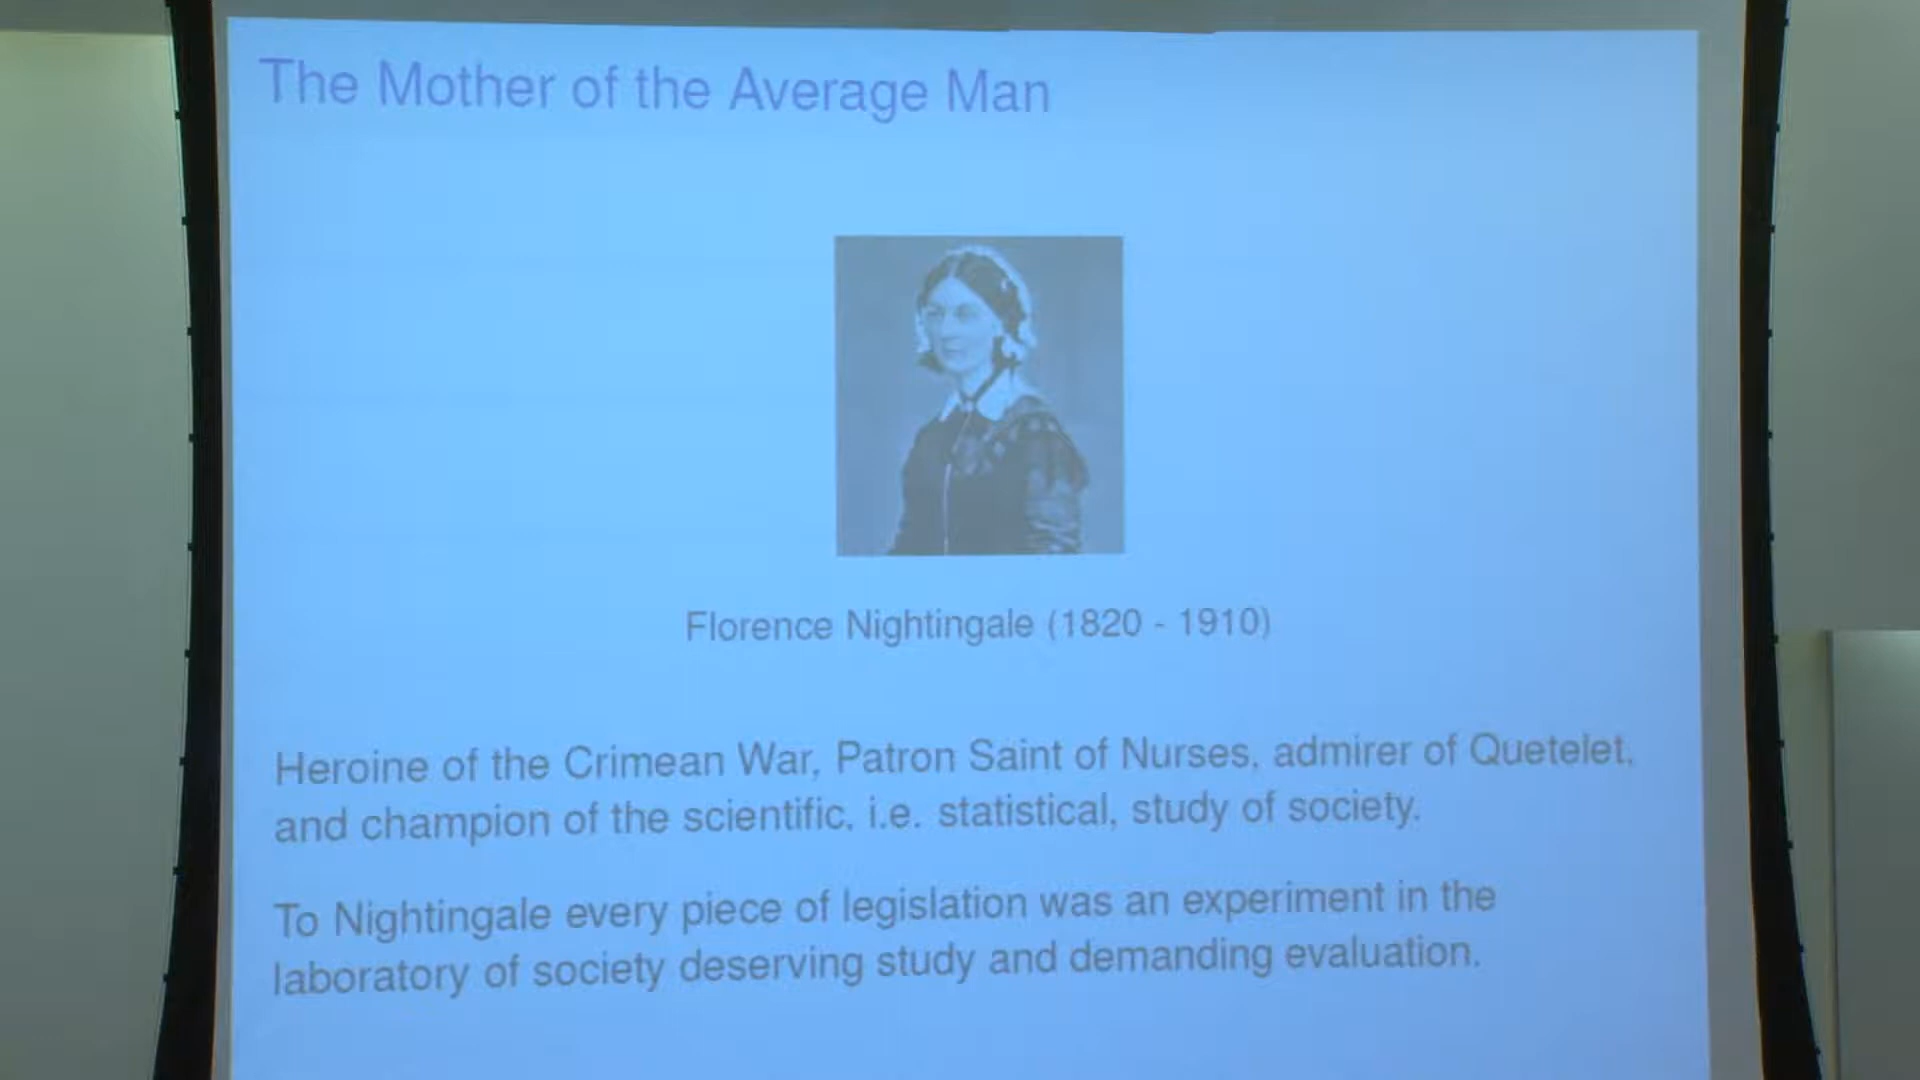 The Mother of the Average Man
Florence Nightingale (1820 - 1910)
Heroine of the Crimean War, Patron Saint of Nurses, admirer of Quetelet,
and champion of the scientific, i.e. statistical, study of society.
To Nightingale every piece of legislation was an experiment in the
laboratory of society deserving study and demanding evaluation.